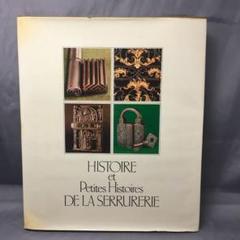 HISTOIRE
et
Petites Histoires
DE LA SERRURERIE